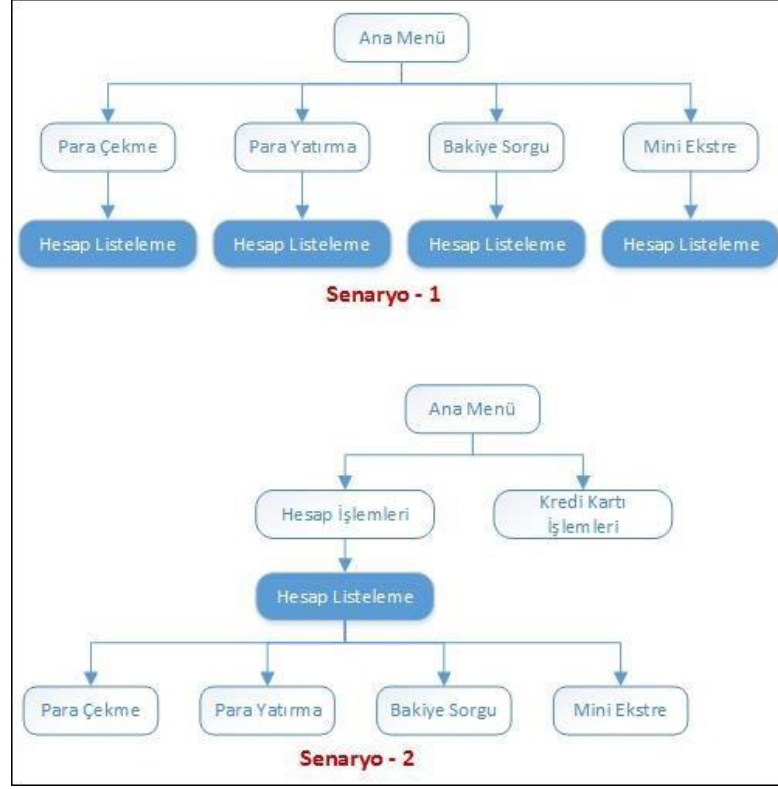 Ana Menü
Para Çekme
Para Yatırma
Bakiye Sorgu
Mini Ekstre
Hesap Listeleme
Hesap Listeleme
Hesap Listeleme
Hesap Listeleme
Senaryo - 1
Ana Menü
Hesap İşlemleri
Kredi Kartı
İşlemleri
Hesap Listeleme
Para Çekme
Para Yatırma
Bakiye Sorgu
Mini Ekstre
Senaryo - 2